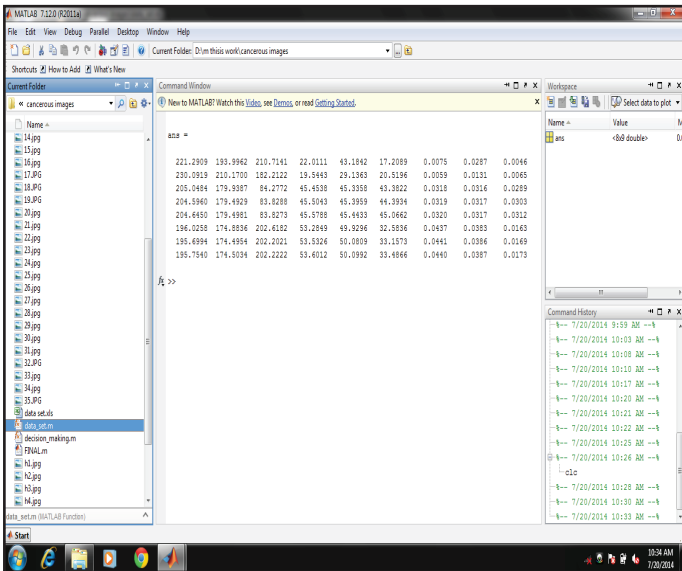 MATLAB 7.12.0 (R2011a)
File Edit View Debug Parallel Desktop Window Help
Current Folder: D:\m thisis work\cancerous images
Shortcuts How to Add What's New
Current Folder
« cancerous images
Name
14.jpg
15.jpg
16.jpg
17.JPG
18.JPG
19.JPG
20.jpg
21.jpg
22.jpg
23.jpg
24.jpg
25.jpg
26.jpg
27.jpg
28.jpg
29.jpg
30.jpg
31.jpg
32.JPG
33.jpg
34.jpg
35.JPG
data set.xls
data_set.m
decision_making.m
FINAL.m
h1.jpg
h2.jpg
h3.jpg
h4.jpg
data_set.m (MATLAB Function)
Command Window
New to MATLAB? Watch this Video, see Demos, or read Getting Started.
ans =
221.2909 193.9962 210.7141 22.0111 43.1842 17.2089 0.0075 0.0287 0.0046
230.0919 210.1700 182.2122 19.5443 29.1363 20.5196 0.0059 0.0131 0.0065
205.0484 179.9387 84.2772 45.4538 45.3358 43.3822 0.0318 0.0316 0.0289
204.5960 179.4929 83.8288 45.5043 45.3959 44.3934 0.0319 0.0317 0.0303
204.6450 179.4981 83.8273 45.5788 45.4433 45.0662 0.0320 0.0317 0.0312
196.0258 174.8836 202.6182 53.2849 49.9296 32.5836 0.0437 0.0383 0.0163
195.6994 174.4954 202.2021 53.5326 50.0809 33.1573 0.0441 0.0386 0.0169
195.7540 174.5034 202.2222 53.6012 50.0992 33.4866 0.0440 0.0387 0.0173
fx >>
Workspace
Select data to plot
Name Value M
ans <8x9 double> 0.
Command History
%-- 7/20/2014 9:59 AM --%
%-- 7/20/2014 10:03 AM --%
%-- 7/20/2014 10:08 AM --%
%-- 7/20/2014 10:10 AM --%
%-- 7/20/2014 10:17 AM --%
%-- 7/20/2014 10:20 AM --%
%-- 7/20/2014 10:21 AM --%
%-- 7/20/2014 10:22 AM --%
%-- 7/20/2014 10:25 AM --%
%-- 7/20/2014 10:26 AM --%
clc
%-- 7/20/2014 10:28 AM --%
%-- 7/20/2014 10:30 AM --%
%-- 7/20/2014 10:33 AM --%
Start
10:34 AM
7/20/2014